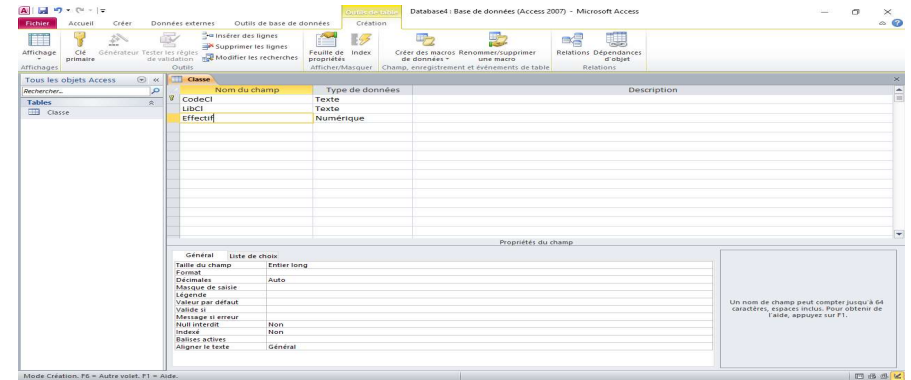 Outils de table
Database4 : Base de données (Access 2007) - Microsoft Access
Fichier Accueil Créer Données externes Outils de base de données Création
Affichage
Clé primaire
Générateur
Tester les règles de validation
Insérer des lignes
Supprimer les lignes
Modifier les recherches
Feuille de propriétés
Index
Créer des macros de données
Renommer/supprimer une macro
Relations
Dépendances d'objet
Affichages Outils Afficher/Masquer Champ, enregistrement et événements de table Relations
Tous les objets Access
Rechercher...
Tables
Classe
Classe
Nom du champ Type de données Description
CodeCl Texte
LibCl Texte
Effectif Numérique
Propriétés du champ
Général Liste de choix
Taille du champ Entier long
Format
Décimales Auto
Masque de saisie
Légende
Valeur par défaut
Valide si
Message si erreur
Null interdit Non
Indexé Non
Balises actives
Aligner le texte Général
Un nom de champ peut compter jusqu'à 64
caractères, espaces inclus. Pour obtenir de
l'aide, appuyez sur F1.
Mode Création. F6 = Autre volet. F1 = Aide.